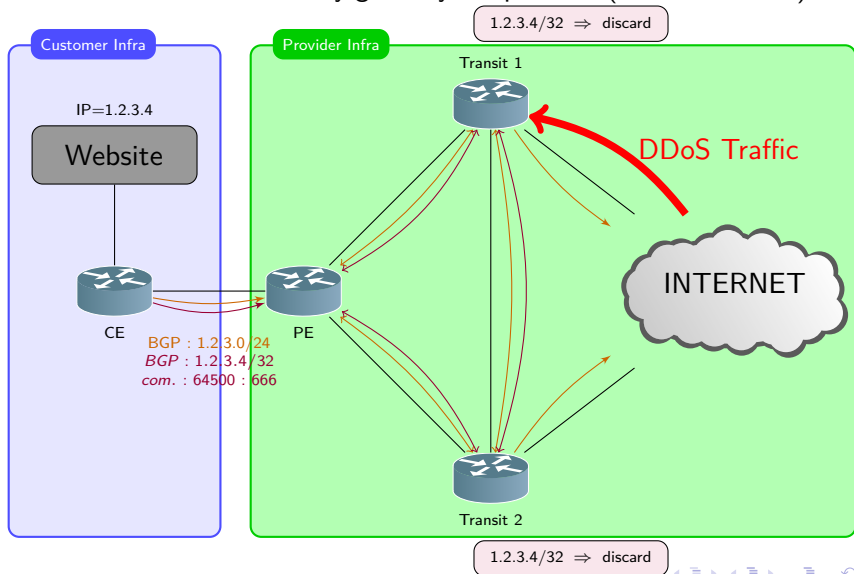 1.2.3.4/32 ⇒ discard
Customer Infra
Provider Infra
Transit 1
IP=1.2.3.4
Website
DDoS Traffic
INTERNET
CE
PE
BGP : 1.2.3.0/24
BGP : 1.2.3.4/32
com. : 64500 : 666
Transit 2
1.2.3.4/32 ⇒ discard